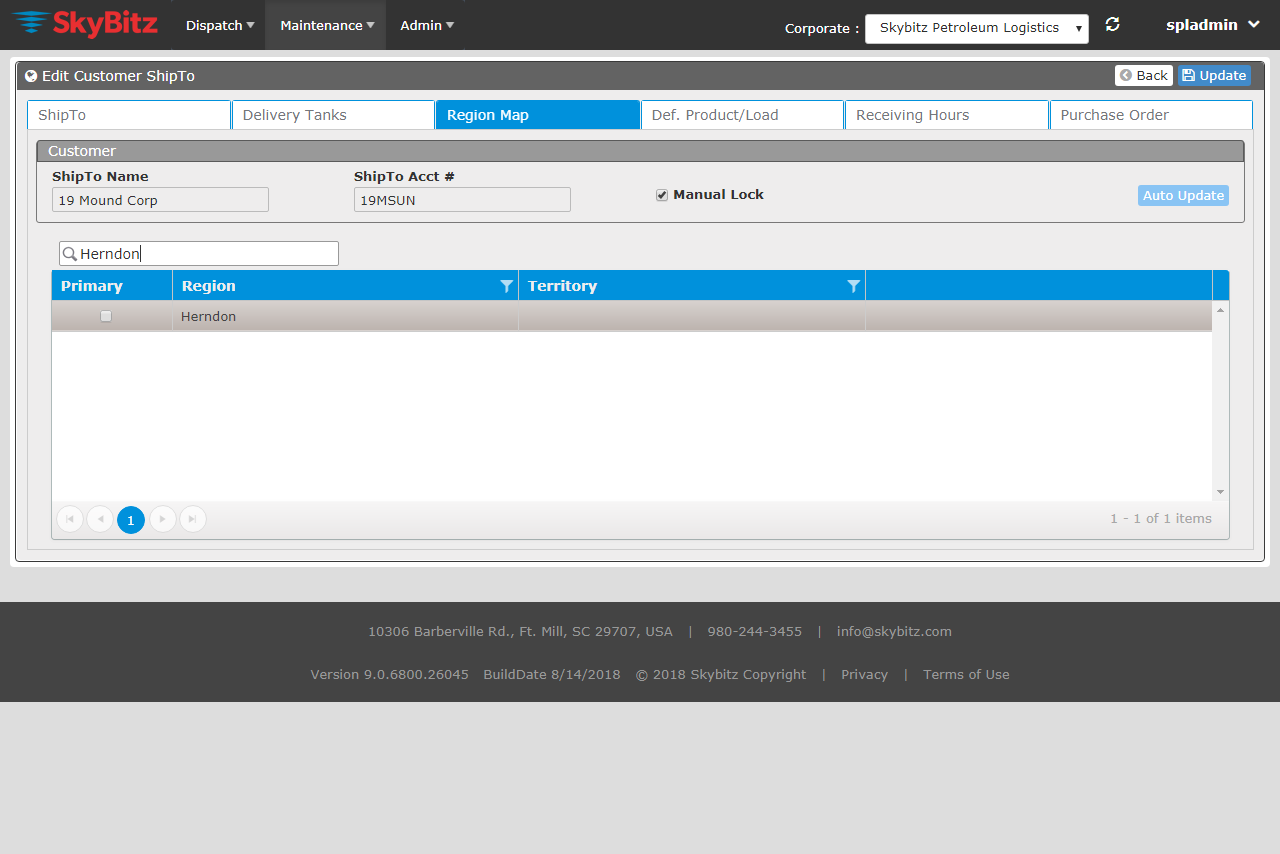 SkyBitz Dispatch Maintenance Admin Corporate : Skybitz Petroleum Logistics spladmin
Edit Customer ShipTo Back Update
ShipTo Delivery Tanks Region Map Def. Product/Load Receiving Hours Purchase Order
Customer
ShipTo Name ShipTo Acct #
Manual Lock Auto Update
19 Mound Corp 19MSUN
Herndon
Primary Region Territory
Herndon
1 1 - 1 of 1 items
10306 Barberville Rd., Ft. Mill, SC 29707, USA | 980-244-3455 | info@skybitz.com
Version 9.0.6800.26045 BuildDate 8/14/2018 © 2018 Skybitz Copyright | Privacy | Terms of Use